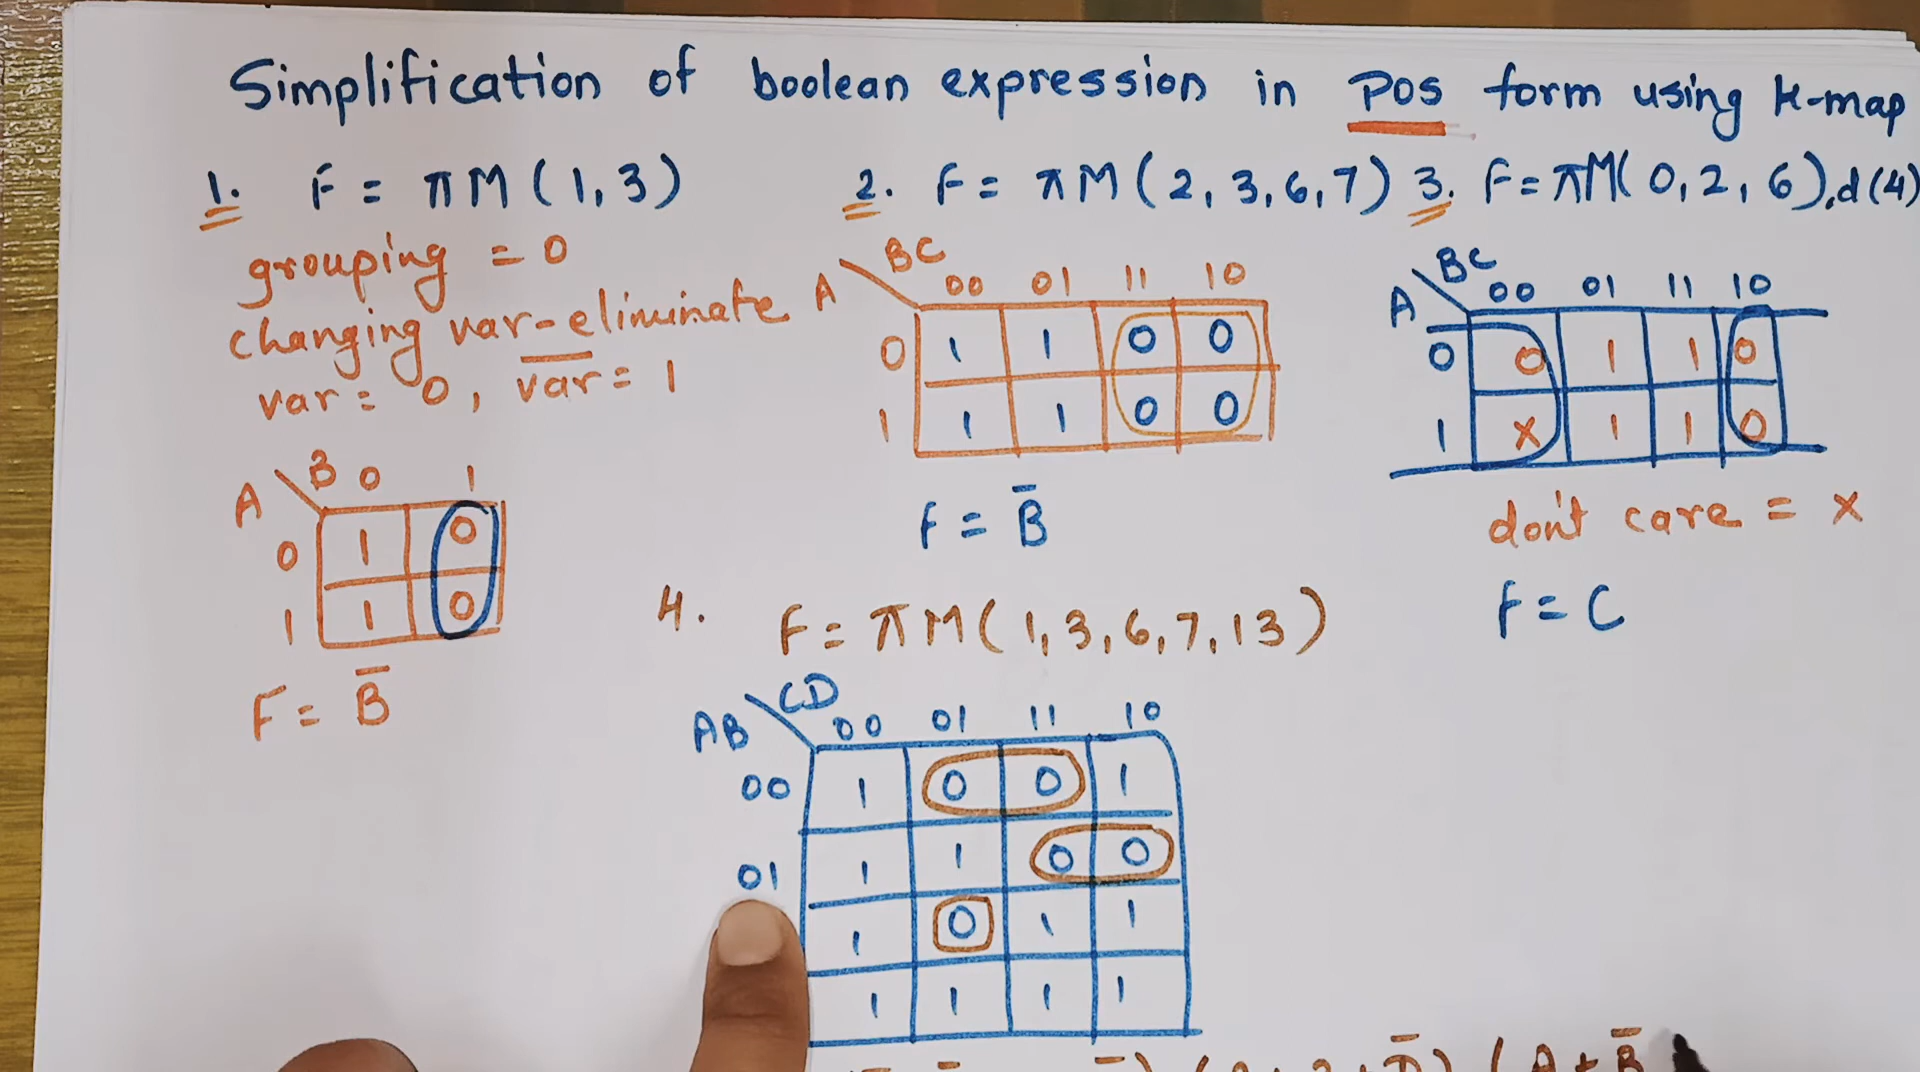 Simplification of boolean expression in POS form using K-map
1. F = πM(1,3)
grouping = 0
changing var-eliminate
var = 0, v̅a̅r̅ = 1
A B 0 1
0 1 0
1 1 0
F = B̅
2. F = πM(2,3,6,7)
A BC 00 01 11 10
0 1 1 0 0
1 1 1 0 0
F = B̅
3. F = πM(0,2,6).d(4)
A BC 00 01 11 10
0 0 1 1 0
1 X 1 1 0
don't care = X
F = C
4. F = πM(1,3,6,7,13)
AB CD 00 01 11 10
00 1 0 0 1
01 1 1 0 0
1 0 1 1
1 1 1 1
(A + B̅